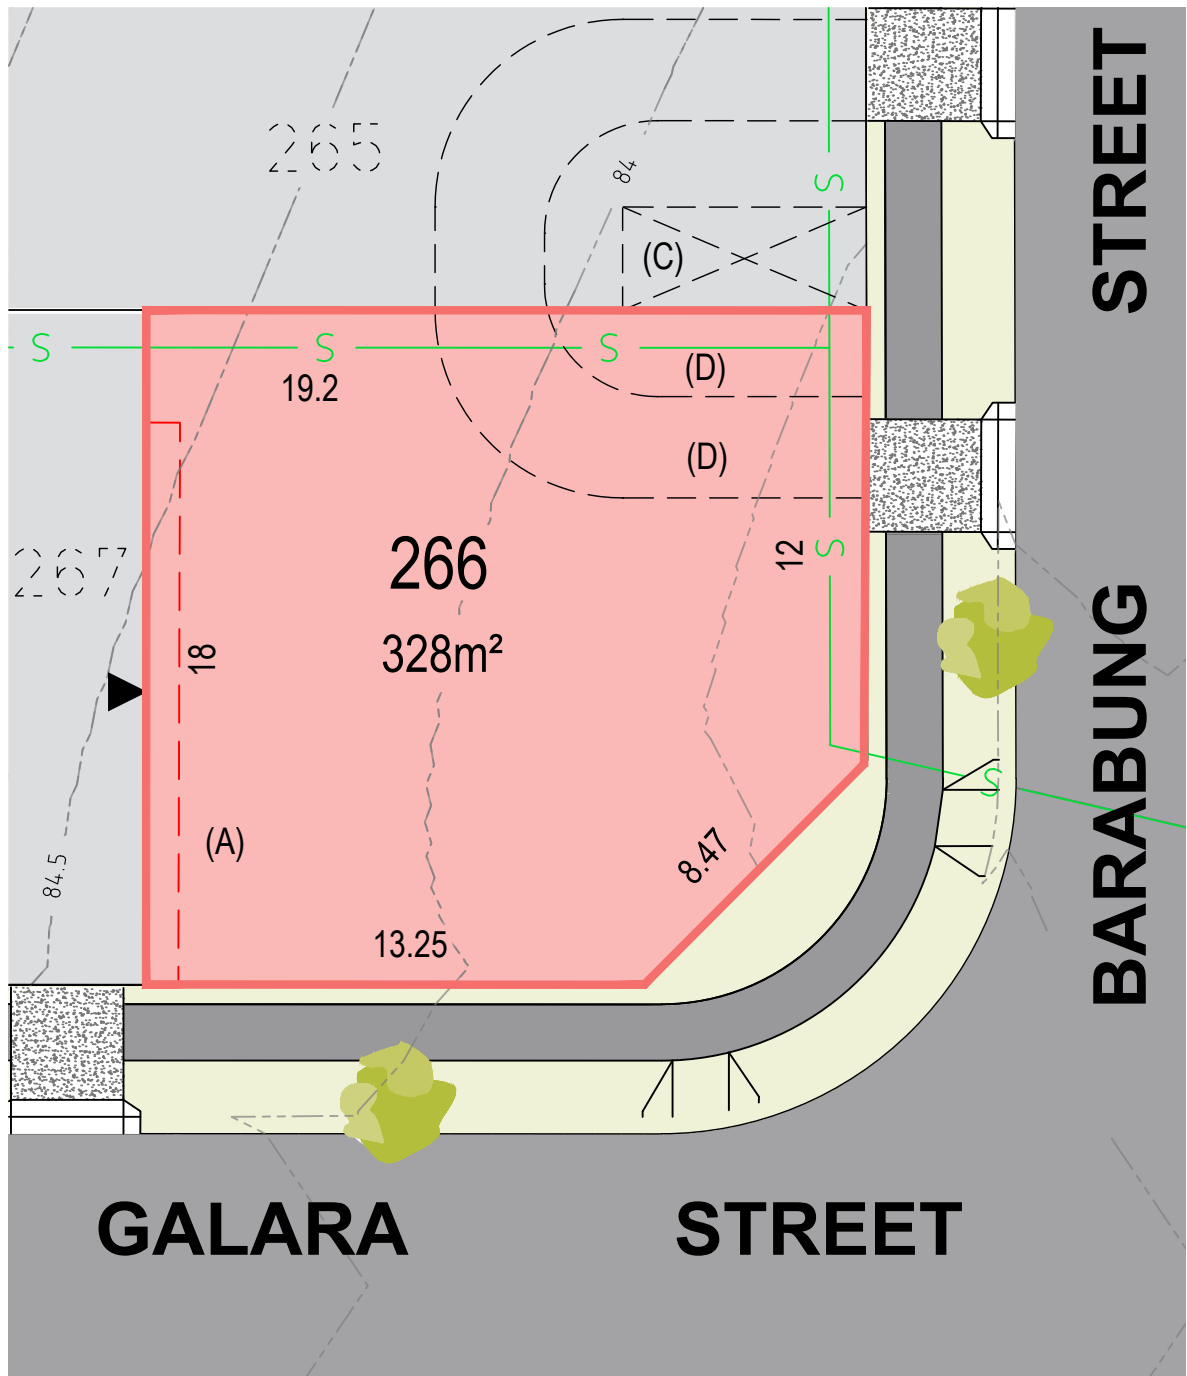 265
STREET
84
S
(C)
S
S
S
(D)
19.2
(D)
266
12
S
267
328m²
18
BARABUNG
S
(A)
8.47
84.5
13.25
GALARA STREET